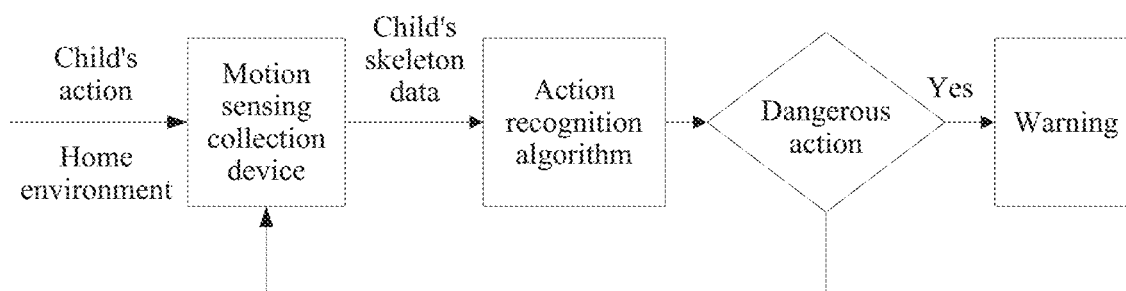 Child's
action
Home
environment
Motion
sensing
collection
device
Child's
skeleton
data
Action
recognition
algorithm
Dangerous
action
Yes
Warning